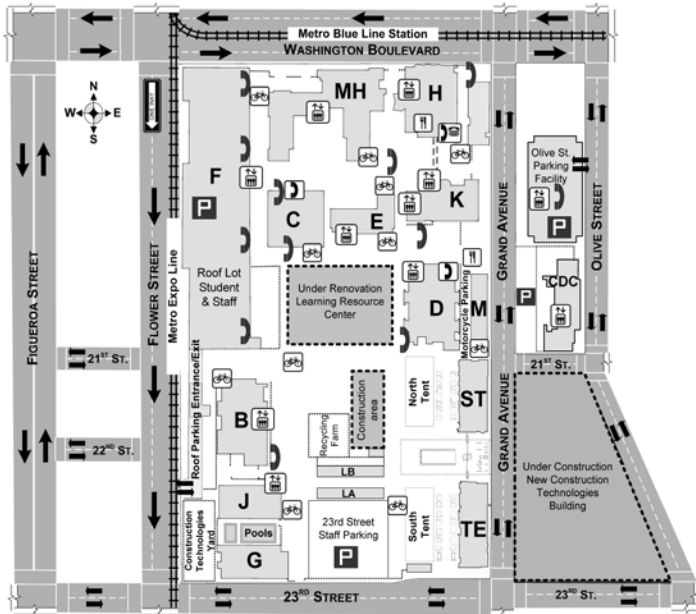 Metro Blue Line Station
WASHINGTON BOULEVARD
N
W E
S
ONE WAY
MH
H
F
P
C
E
K
Olive St.
Parking
Facility
P
Roof Lot
Student
& Staff
Under Renovation
Learning Resource
Center
D
M
Motorcycle Parking
P
CDC
FIGUEROA STREET
FLOWER STREET
Metro Expo Line
GRAND AVENUE
OLIVE STREET
21ST ST.
21ST ST.
Roof Parking Entrance/Exit
B
Recycling
Farm
Construction
area
North
Tent
ST
GRAND AVENUE
22ND ST.
LB
LA
Under Construction
New Construction
Technologies
Building
J
Pools
G
Construction
Technologies
Yard
23rd Street
Staff Parking
P
South
Tent
TE
23RD STREET
23RD ST.